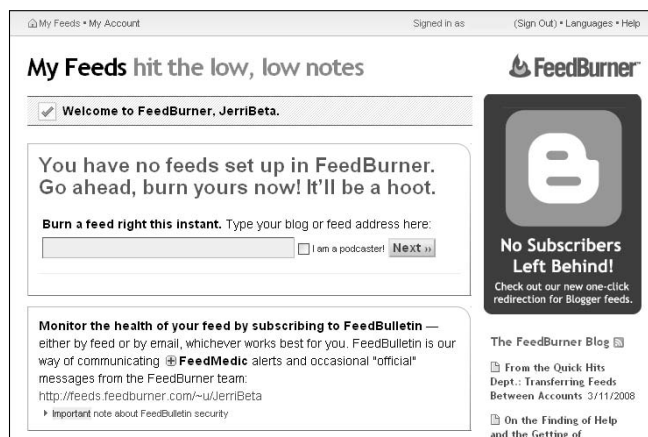 My Feeds • My Account
Signed in as
(Sign Out) • Languages • Help
My Feeds hit the low, low notes
FeedBurner™
Welcome to FeedBurner, JerriBeta.
You have no feeds set up in FeedBurner.
Go ahead, burn yours now! It'll be a hoot.
Burn a feed right this instant. Type your blog or feed address here:
I am a podcaster! Next »
Monitor the health of your feed by subscribing to FeedBulletin —
either by feed or by email, whichever works best for you. FeedBulletin is our
way of communicating FeedMedic alerts and occasional "official"
messages from the FeedBurner team:
http://feeds.feedburner.com/~u/JerriBeta
Important note about FeedBulletin security
No Subscribers
Left Behind!
Check out our new one-click
redirection for Blogger feeds.
The FeedBurner Blog
From the Quick Hits
Dept.: Transferring Feeds
Between Accounts 3/11/2008
On the Finding of Help
and the Getting of